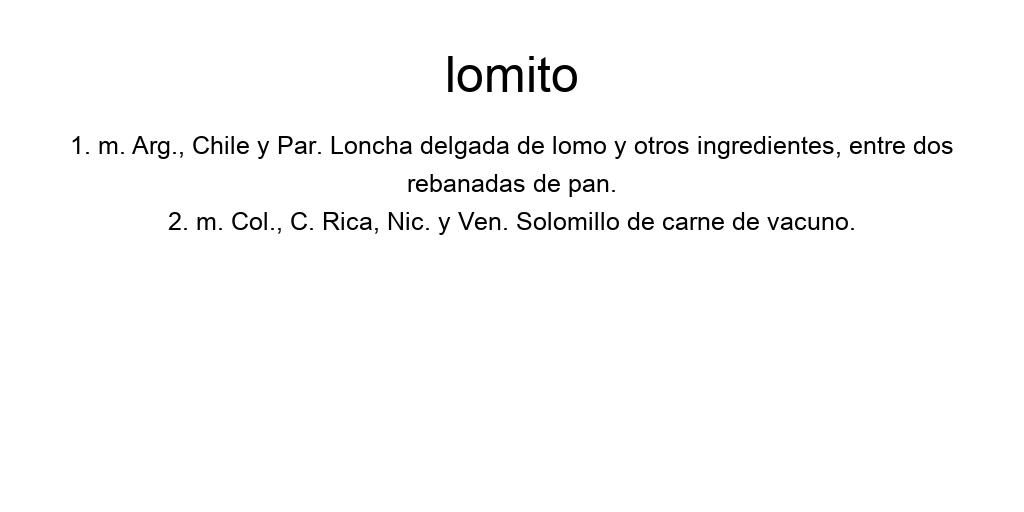 lomito
1. m. Arg., Chile y Par. Loncha delgada de lomo y otros ingredientes, entre dos
rebanadas de pan.
2. m. Col., C. Rica, Nic. y Ven. Solomillo de carne de vacuno.